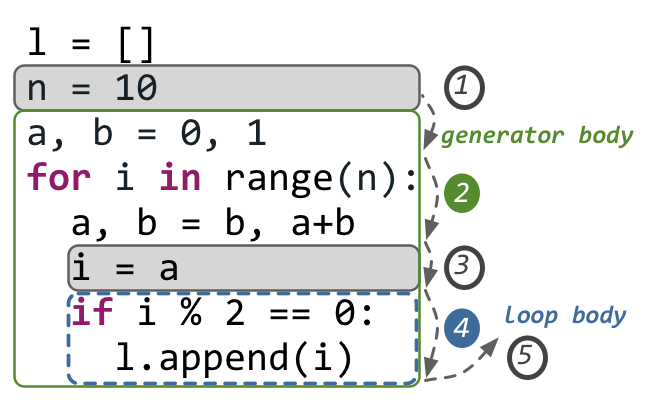 l = []
n = 10
1
a, b = 0, 1
generator body
for i in range(n):
2
a, b = b, a+b
i = a
3
if i % 2 == 0:
4
loop body
l.append(i)
5